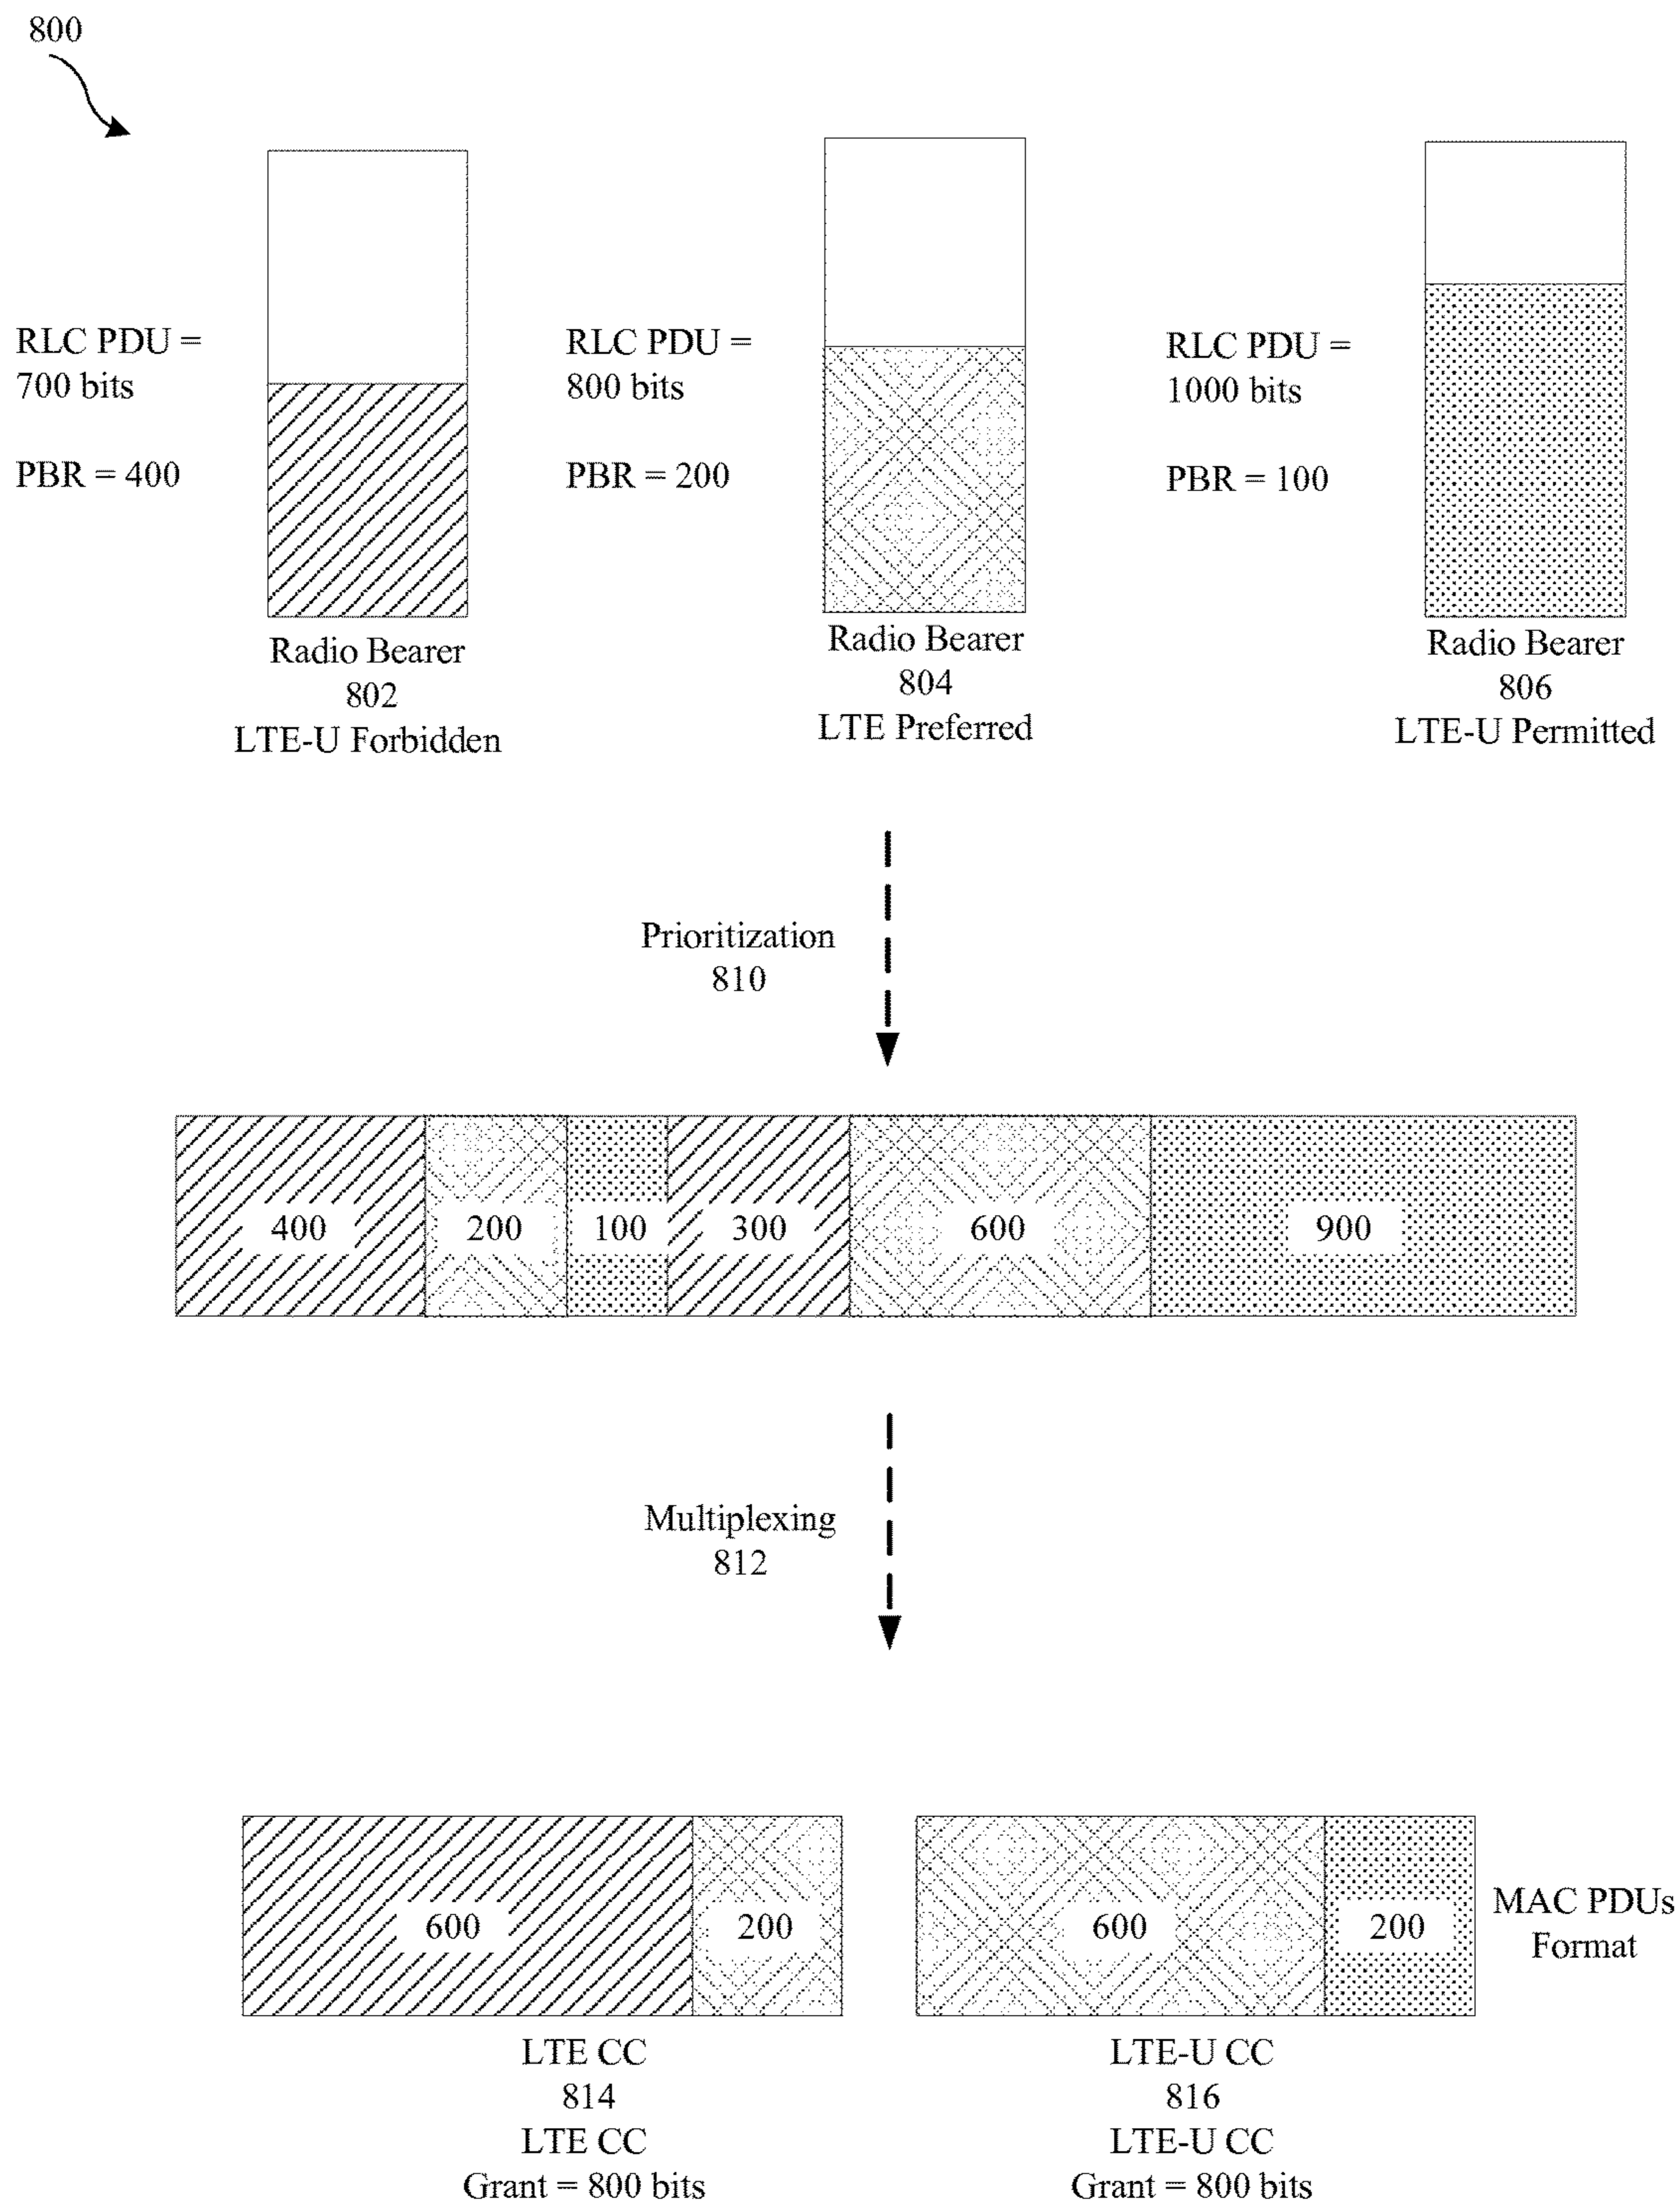 800
RLC PDU =
700 bits
PBR = 400
Radio Bearer
802
LTE-U Forbidden
RLC PDU =
800 bits
PBR = 200
Radio Bearer
804
LTE Preferred
RLC PDU =
1000 bits
PBR = 100
Radio Bearer
806
LTE-U Permitted
Prioritization
810
400 200 100 300 600 900
Multiplexing
812
600 200
600 200
MAC PDUs
Format
LTE CC
814
LTE CC
Grant = 800 bits
LTE-U CC
816
LTE-U CC
Grant = 800 bits